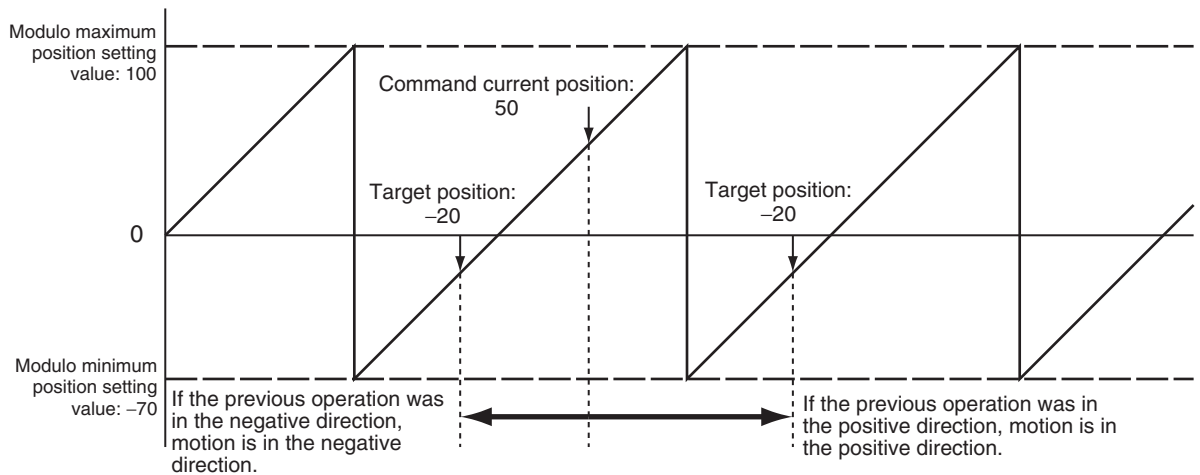 Modulo maximum
position setting
value: 100
Command current position:
50
Target position:
–20
Target position:
–20
0
Modulo minimum
position setting
value: –70
If the previous operation was
in the negative direction,
motion is in the negative
direction.
If the previous operation was in
the positive direction, motion is in
the positive direction.